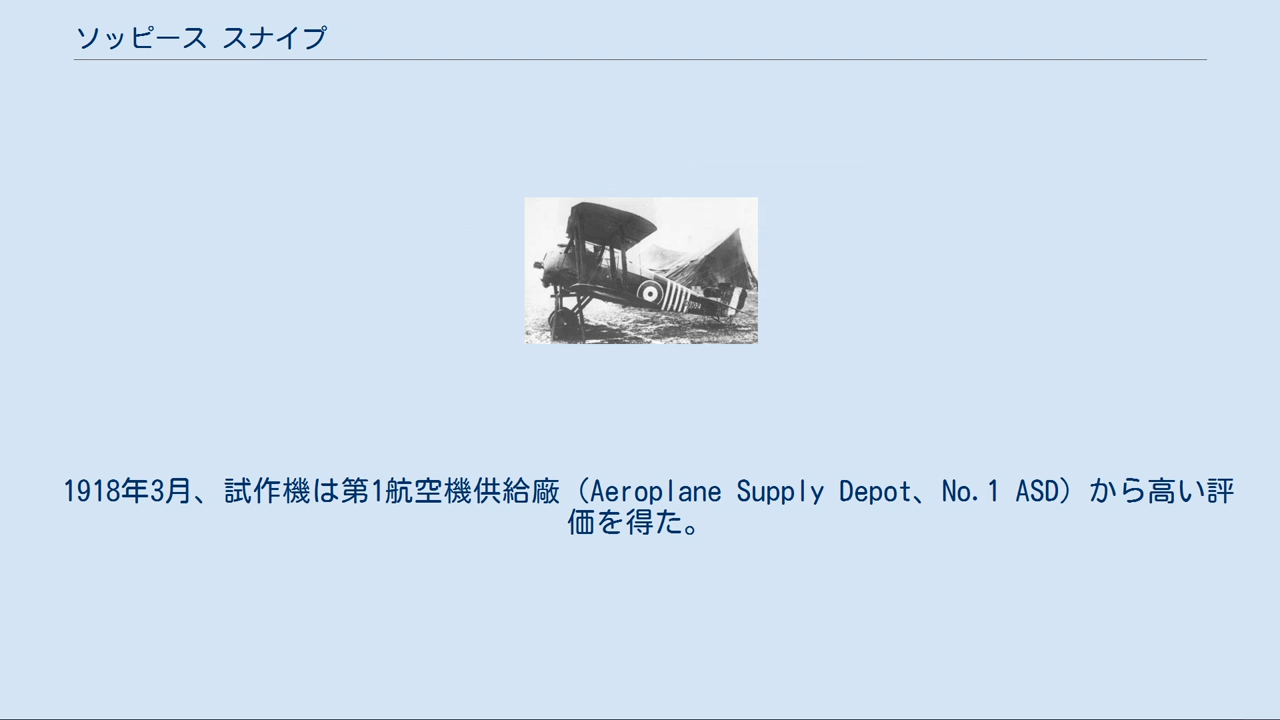 ソッピース スナイプ
1918年3月、試作機は第1航空機供給廠（Aeroplane Supply Depot、No.1 ASD）から高い評
価を得た。